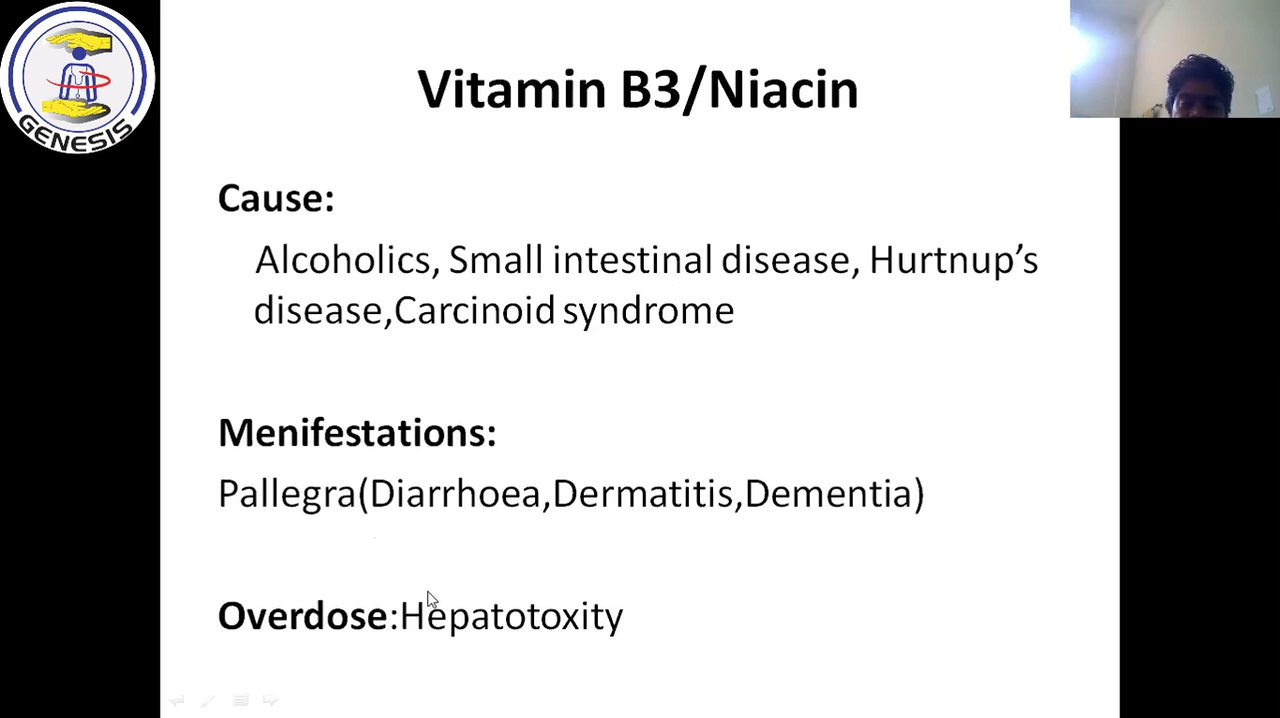 GENESIS
Vitamin B3/Niacin
Cause:
Alcoholics, Small intestinal disease, Hurtnup’s
disease,Carcinoid syndrome
Menifestations:
Pallegra(Diarrhoea,Dermatitis,Dementia)
Overdose:Hepatotoxity